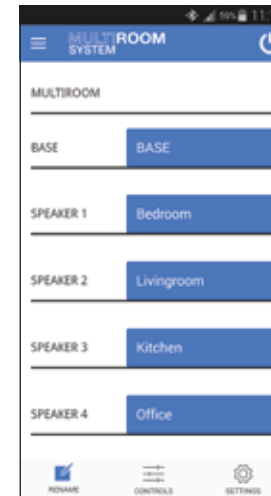 11:
MULTIROOM
SYSTEM
MULTIROOM
BASE BASE
SPEAKER 1 Bedroom
SPEAKER 2 Livingroom
SPEAKER 3 Kitchen
SPEAKER 4 Office
RENAME CONTROLS SETTINGS